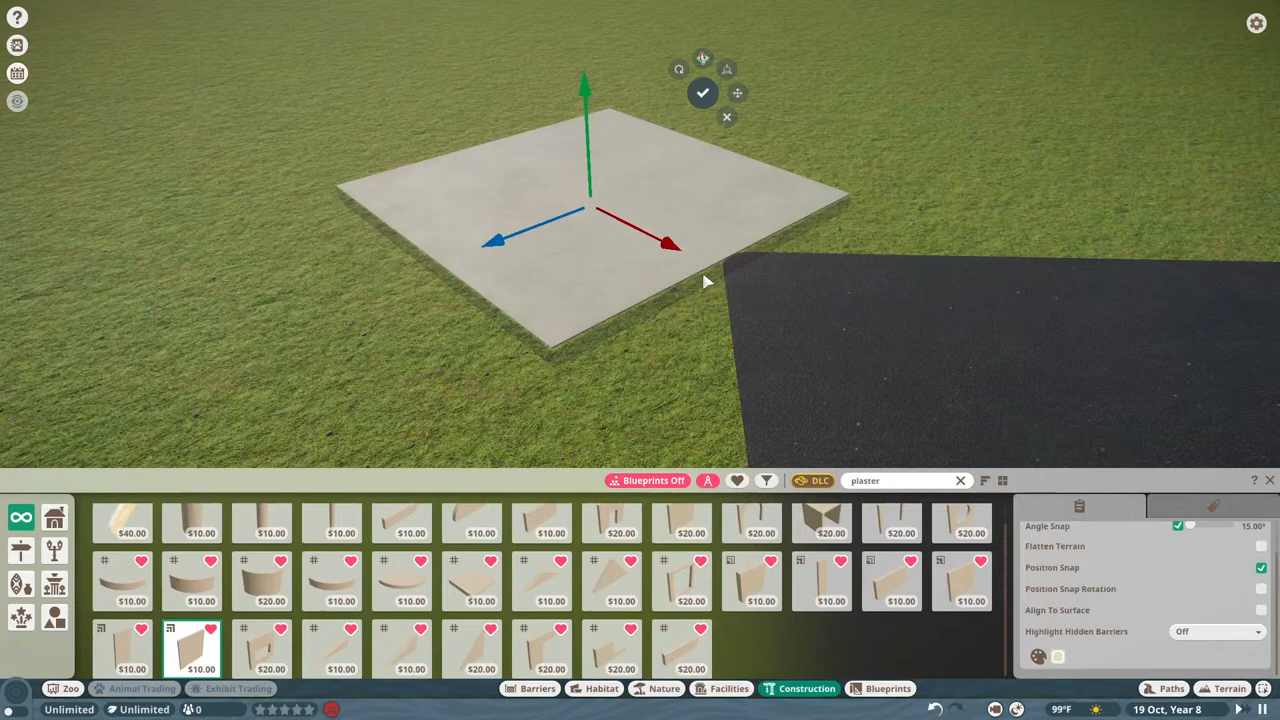 Blueprints Off
DLC
plaster
?
$40.00 $10.00 $10.00 $10.00 $10.00 $10.00 $10.00 $20.00 $10.00 $20.00 $20.00 $20.00 $20.00
$10.00 $10.00 $20.00 $10.00 $10.00 $10.00 $10.00 $10.00 $20.00 $10.00 $10.00 $10.00 $10.00
$10.00 $10.00 $20.00 $10.00 $10.00 $20.00 $20.00 $20.00 $20.00
Angle Snap 15.00°
Flatten Terrain
Position Snap
Position Snap Rotation
Align To Surface
Highlight Hidden Barriers Off
Zoo Animal Trading Exhibit Trading Barriers Habitat Nature Facilities Construction Blueprints Paths Terrain
Unlimited Unlimited 0 99°F 19 Oct, Year 8